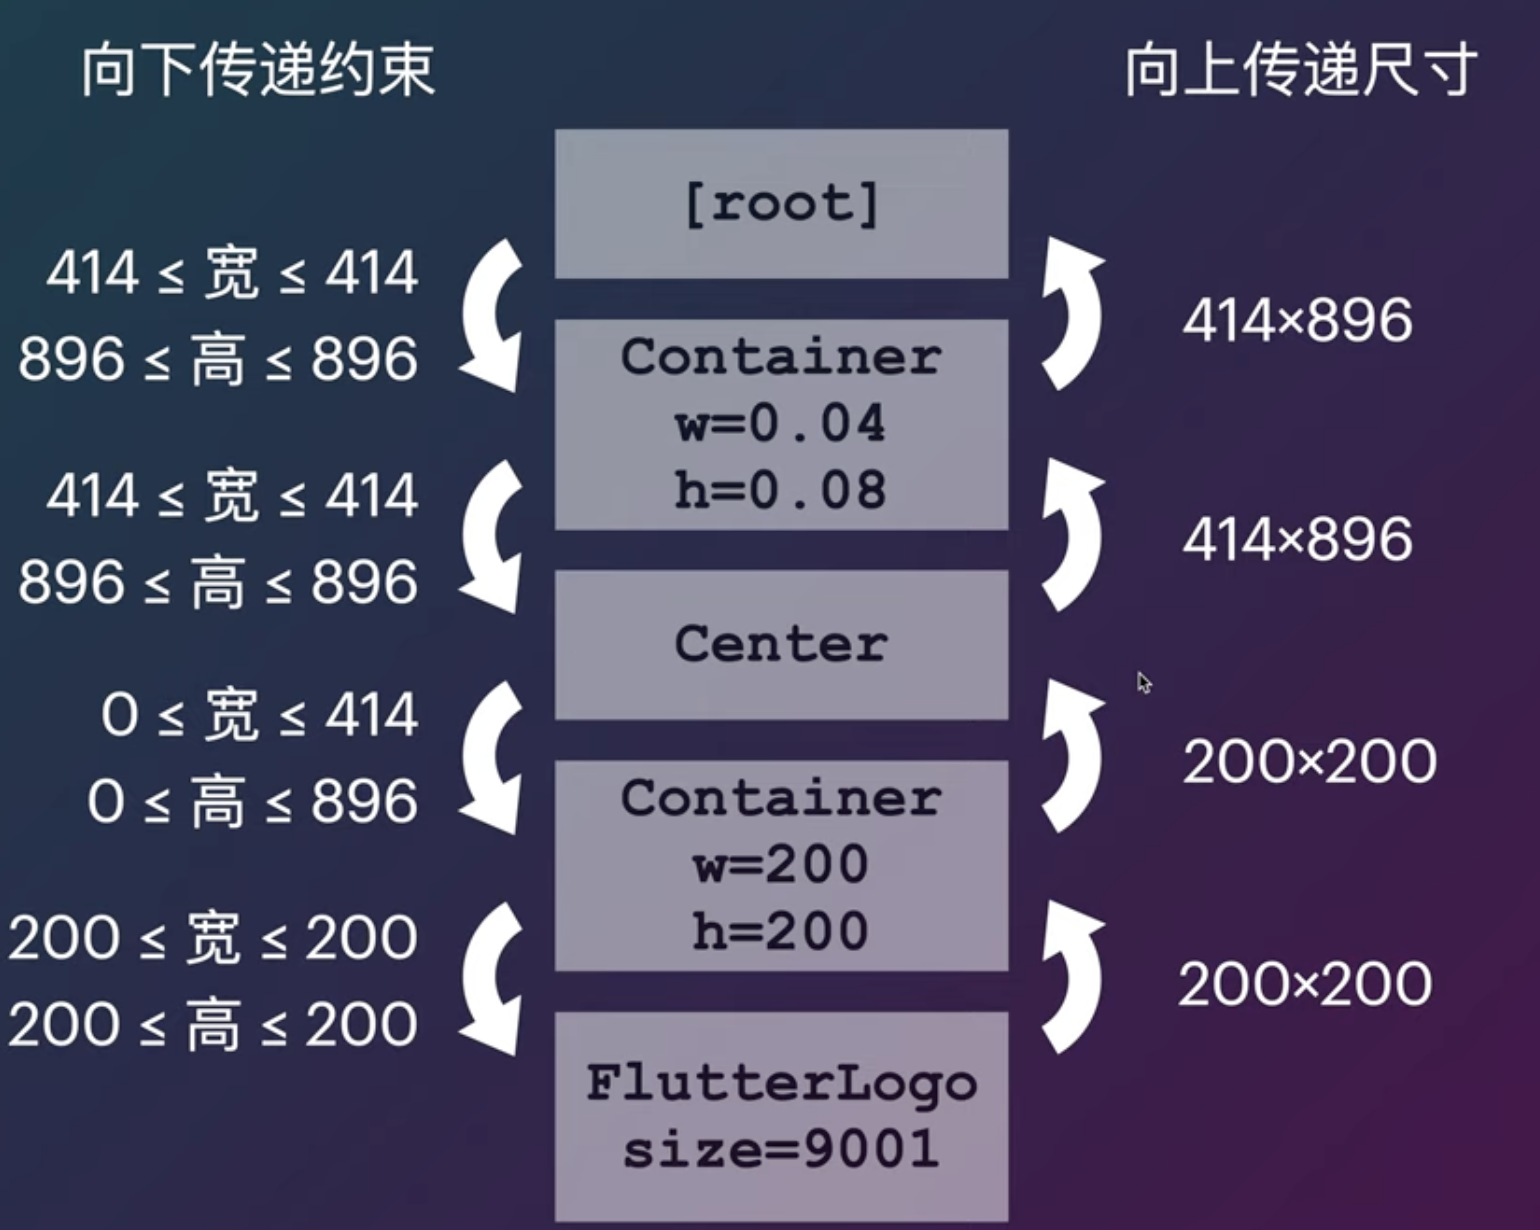 向下传递约束
向上传递尺寸
[root]
414 ≤ 宽 ≤ 414
896 ≤ 高 ≤ 896
414×896
Container
w=0.04
h=0.08
414 ≤ 宽 ≤ 414
896 ≤ 高 ≤ 896
414×896
Center
0 ≤ 宽 ≤ 414
0 ≤ 高 ≤ 896
200×200
Container
w=200
h=200
200 ≤ 宽 ≤ 200
200 ≤ 高 ≤ 200
200×200
FlutterLogo
size=9001